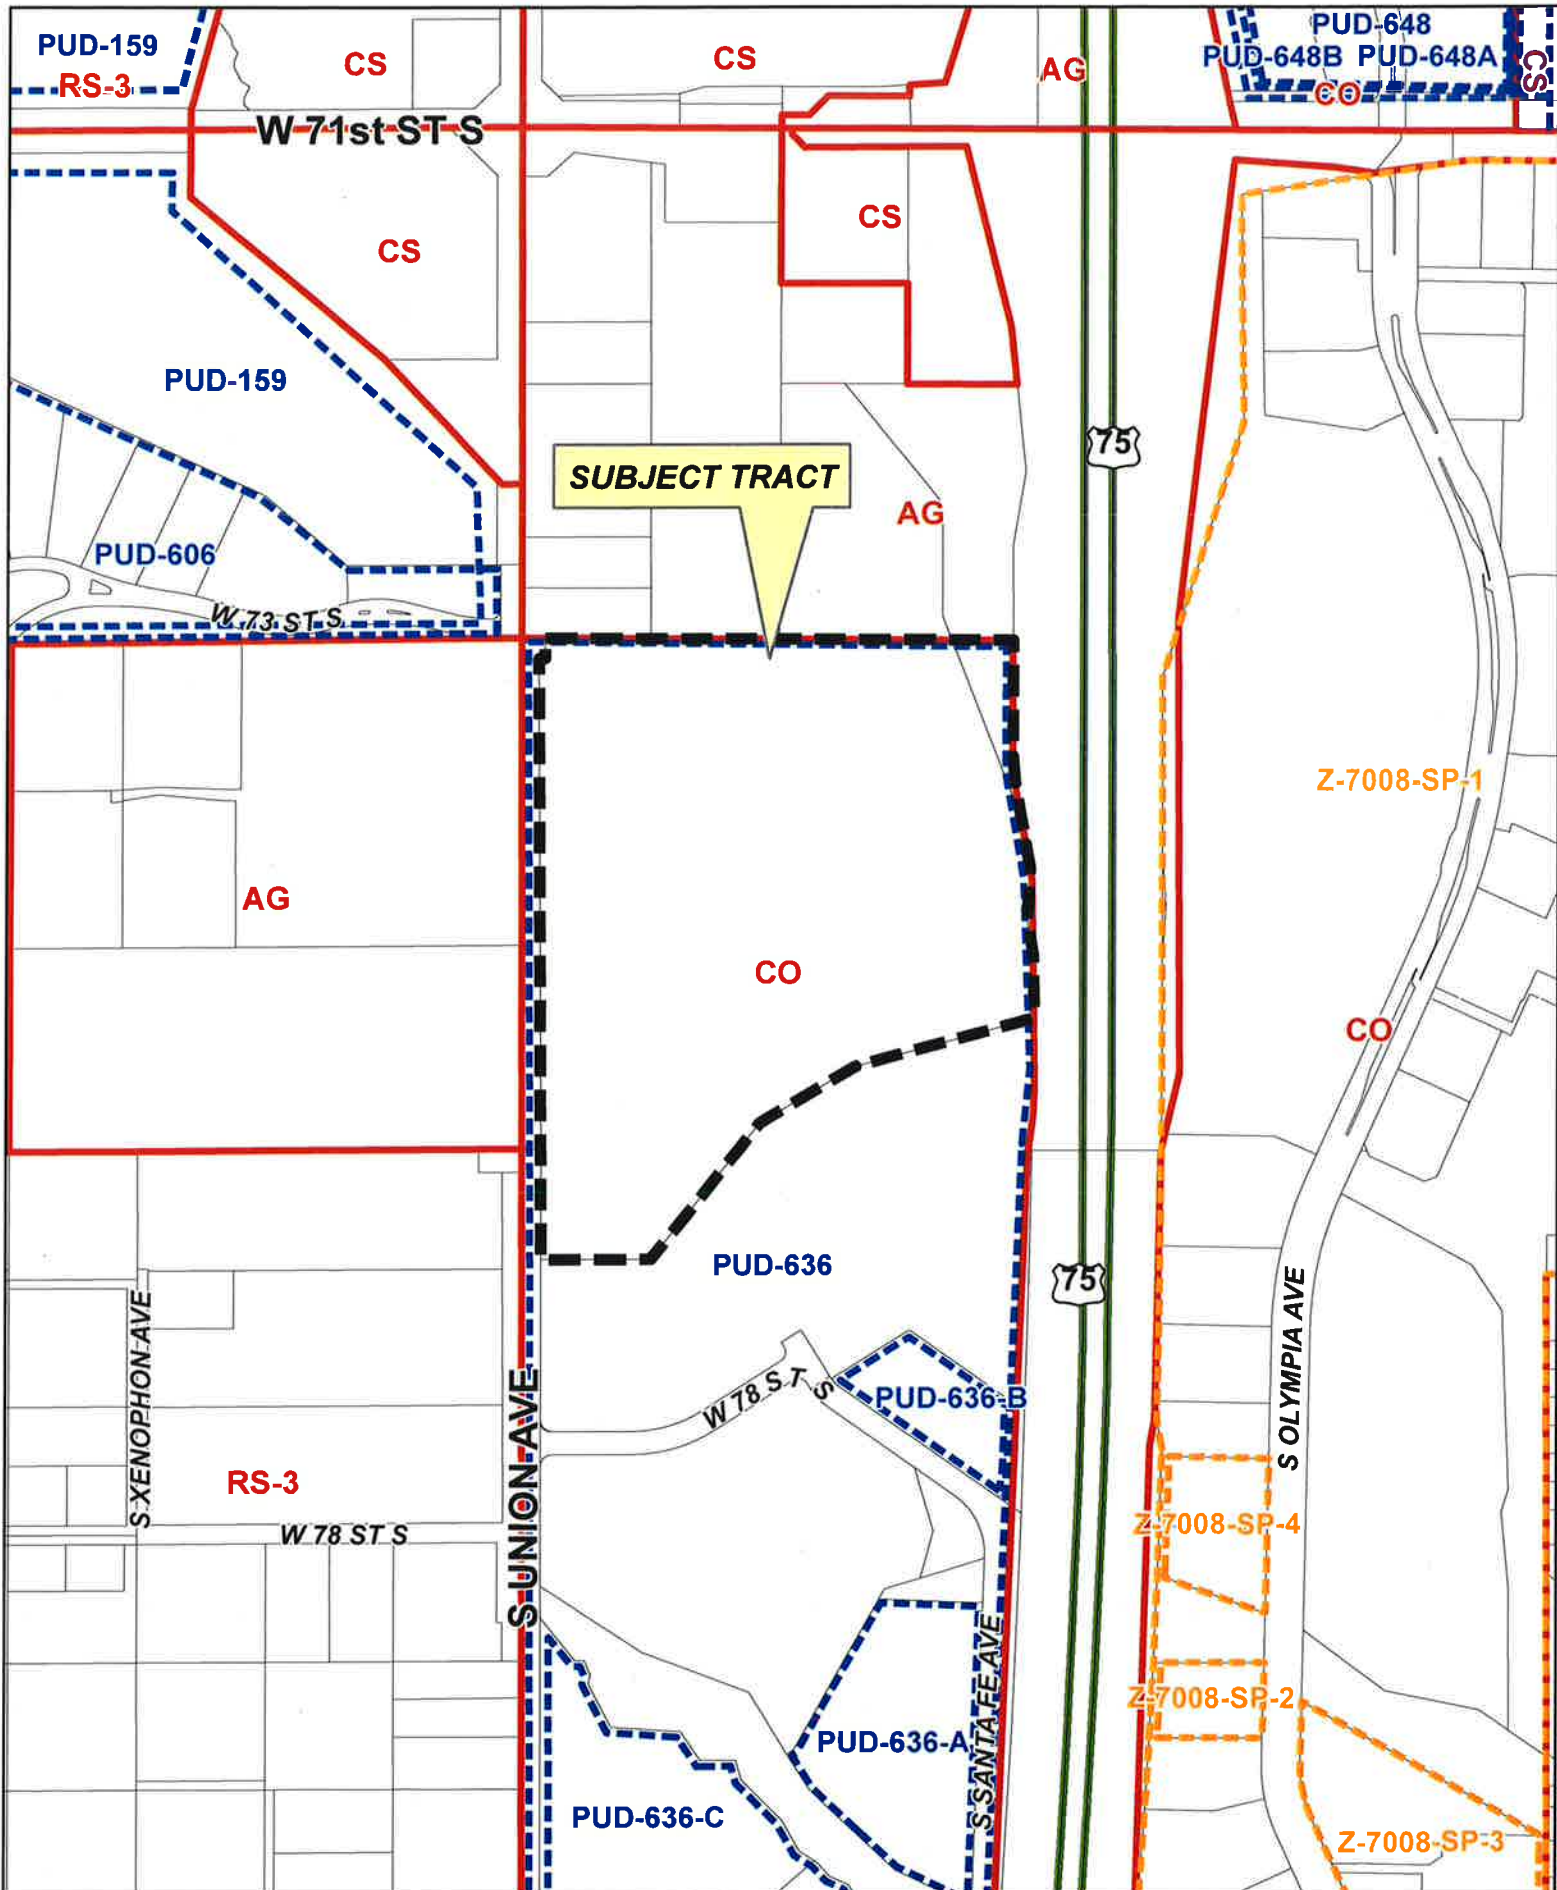 PUD-159
RS-3
CS
CS
AG
PUD-648
PUD-648B PUD-648A
CO
CS
W 71st ST S
CS
CS
PUD-159
75
SUBJECT TRACT
AG
PUD-606
W 73 ST S
Z-7008-SP-1
AG
CO
CO
PUD-636
75
S XENOPHON AVE
S OLYMPIA AVE
W 78 ST S
PUD-636-B
S UNION AVE
RS-3
W 78 ST S
Z-7008-SP-4
S SANTA FE AVE
Z-7008-SP-2
PUD-636-A
PUD-636-C
Z-7008-SP-3